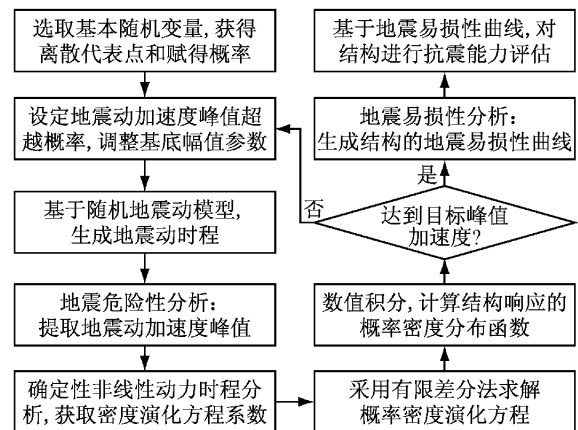 选取基本随机变量,获得
离散代表点和赋得概率
设定地震动加速度峰值超
越概率,调整基底幅值参数
基于随机地震动模型,
生成地震动时程
地震危险性分析:
提取地震动加速度峰值
确定性非线性动力时程分
析,获取密度演化方程系数
采用有限差分法求解
概率密度演化方程
数值积分,计算结构响应的
概率密度分布函数
达到目标峰值
加速度?
否
是
地震易损性分析:
生成结构的地震易损性曲线
基于地震易损性曲线,对
结构进行抗震能力评估